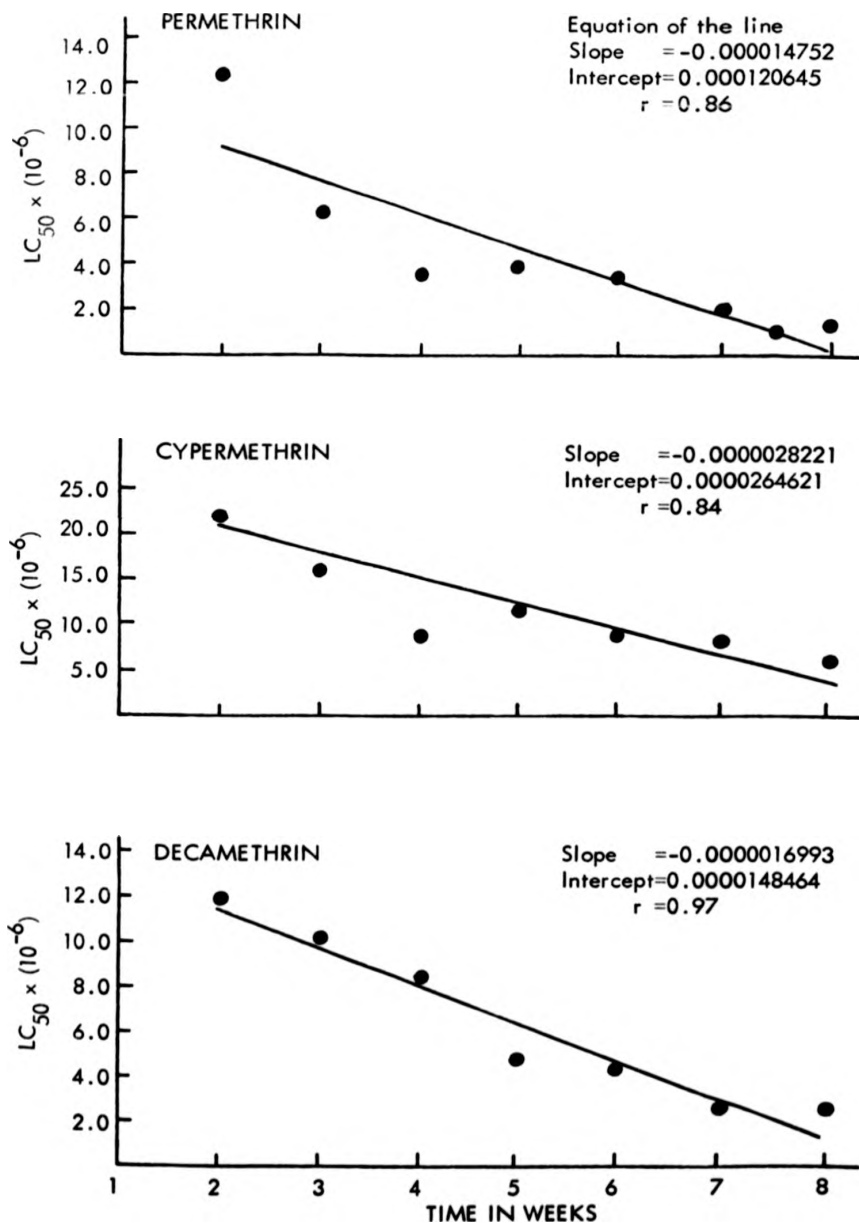 PERMETHRIN
Equation of the line
Slope =-0.000014752
Intercept=0.000120645
r =0.86
14.0
12.0
10.0
8.0
6.0
4.0
2.0
LC50 × (10-6)
CYPERMETHRIN
Slope =-0.0000028221
Intercept=0.0000264621
r =0.84
25.0
20.0
15.0
10.0
5.0
LC50 × (10-6)
DECAMETHRIN
Slope =-0.0000016993
Intercept=0.0000148464
r =0.97
14.0
12.0
10.0
8.0
6.0
4.0
2.0
LC50 × (10-6)
1 2 3 4 5 6 7 8
TIME IN WEEKS